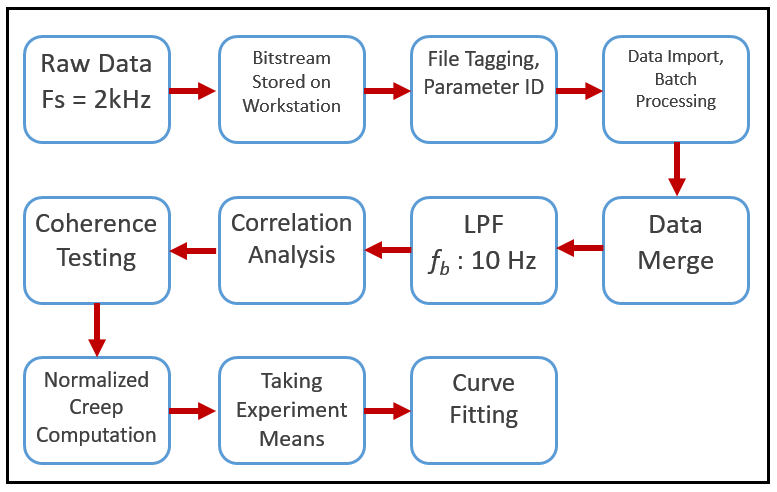 Raw Data
Fs = 2kHz
Bitstream
Stored on
Workstation
File Tagging,
Parameter ID
Data Import,
Batch
Processing
Data
Merge
LPF
f_b : 10 Hz
Correlation
Analysis
Coherence
Testing
Normalized
Creep
Computation
Taking
Experiment
Means
Curve
Fitting